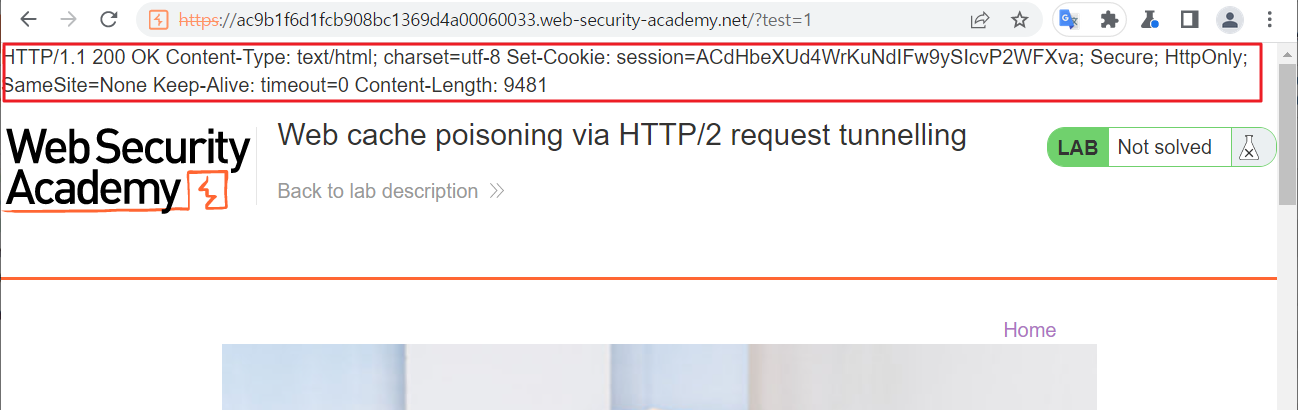 https://ac9b1f6d1fcb908bc1369d4a00060033.web-security-academy.net/?test=1
HTTP/1.1 200 OK Content-Type: text/html; charset=utf-8 Set-Cookie: session=ACdHbeXUd4WrKuNdIFw9ySIcvP2WFXva; Secure; HttpOnly;
SameSite=None Keep-Alive: timeout=0 Content-Length: 9481
Web Security
Academy
Web cache poisoning via HTTP/2 request tunnelling
Back to lab description
LAB Not solved
Home